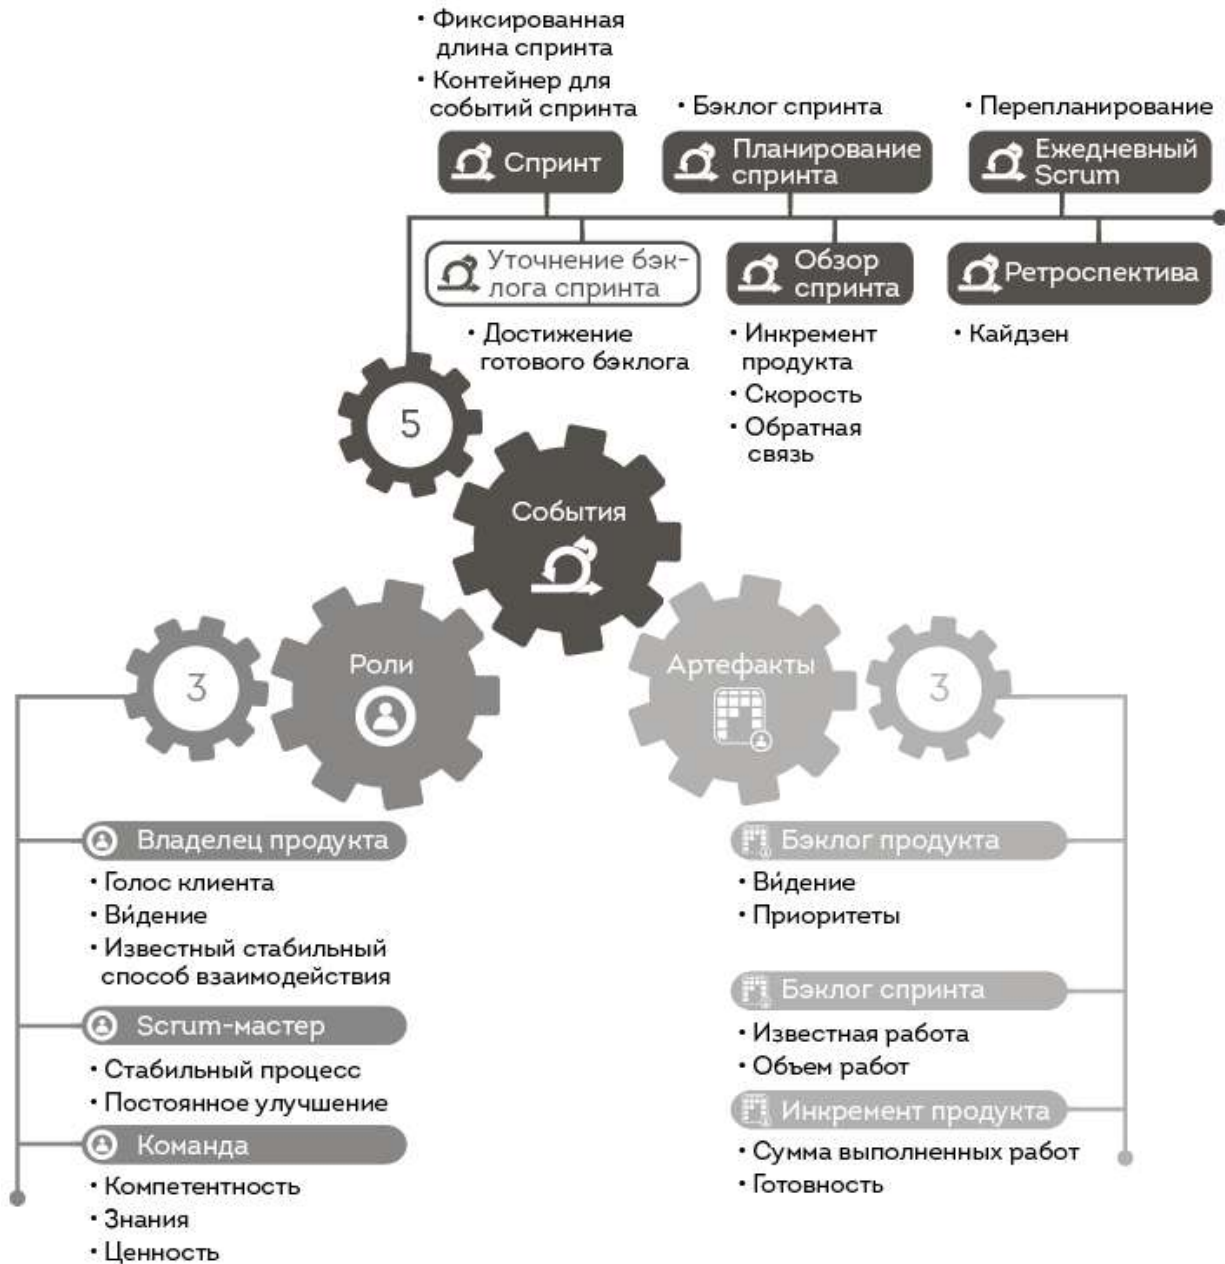 • Фиксированная
длина спринта
• Контейнер для
событий спринта
• Бэклог спринта
• Перепланирование
Спринт
Планирование
спринта
Ежедневный
Scrum
Уточнение бэк-
лога спринта
Обзор
спринта
Ретроспектива
• Достижение
готового бэклога
• Инкремент
продукта
• Скорость
• Обратная
связь
• Кайдзен
5
События
3
Роли
Артефакты
3
Владелец продукта
• Голос клиента
• Ви́дение
• Известный стабильный
способ взаимодействия
Scrum-мастер
• Стабильный процесс
• Постоянное улучшение
Команда
• Компетентность
• Знания
• Ценность
Бэклог продукта
• Ви́дение
• Приоритеты
Бэклог спринта
• Известная работа
• Объем работ
Инкремент продукта
• Сумма выполненных работ
• Готовность